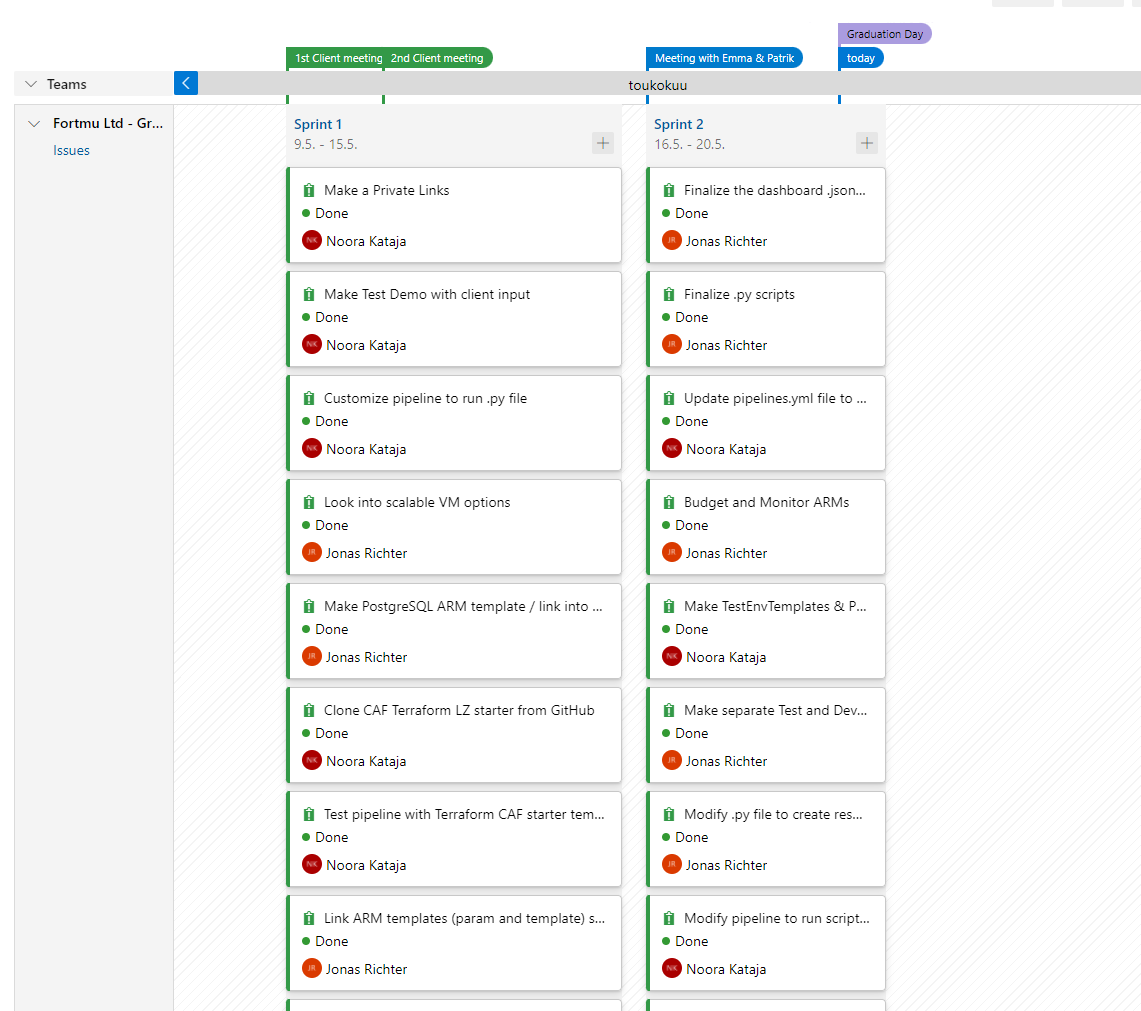 Graduation Day
1st Client meeting
2nd Client meeting
Meeting with Emma & Patrik
today
Teams
toukokuu
Fortmu Ltd - Gr...
Issues
Sprint 1
9.5. - 15.5.
Make a Private Links
Done
NK Noora Kataja
Make Test Demo with client input
Done
NK Noora Kataja
Customize pipeline to run .py file
Done
NK Noora Kataja
Look into scalable VM options
Done
JR Jonas Richter
Make PostgreSQL ARM template / link into ...
Done
JR Jonas Richter
Clone CAF Terraform LZ starter from GitHub
Done
NK Noora Kataja
Test pipeline with Terraform CAF starter tem...
Done
NK Noora Kataja
Link ARM templates (param and template) s...
Done
JR Jonas Richter
Sprint 2
16.5. - 20.5.
Finalize the dashboard .json...
Done
JR Jonas Richter
Finalize .py scripts
Done
JR Jonas Richter
Update pipelines.yml file to ...
Done
NK Noora Kataja
Budget and Monitor ARMs
Done
JR Jonas Richter
Make TestEnvTemplates & P...
Done
NK Noora Kataja
Make separate Test and Dev...
Done
JR Jonas Richter
Modify .py file to create res...
Done
JR Jonas Richter
Modify pipeline to run script...
Done
NK Noora Kataja